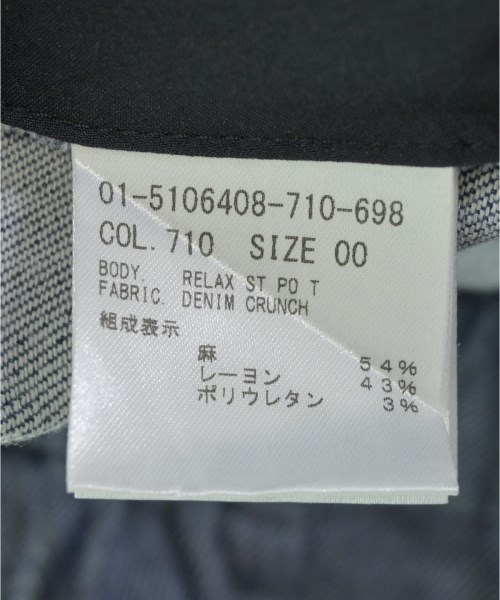 01-5106408-710-698
COL. 710 SIZE 00
BODY. RELAX ST PO T
FABRIC. DENIM CRUNCH
組成表示
麻 54%
レーヨン 43%
ポリウレタン 3%